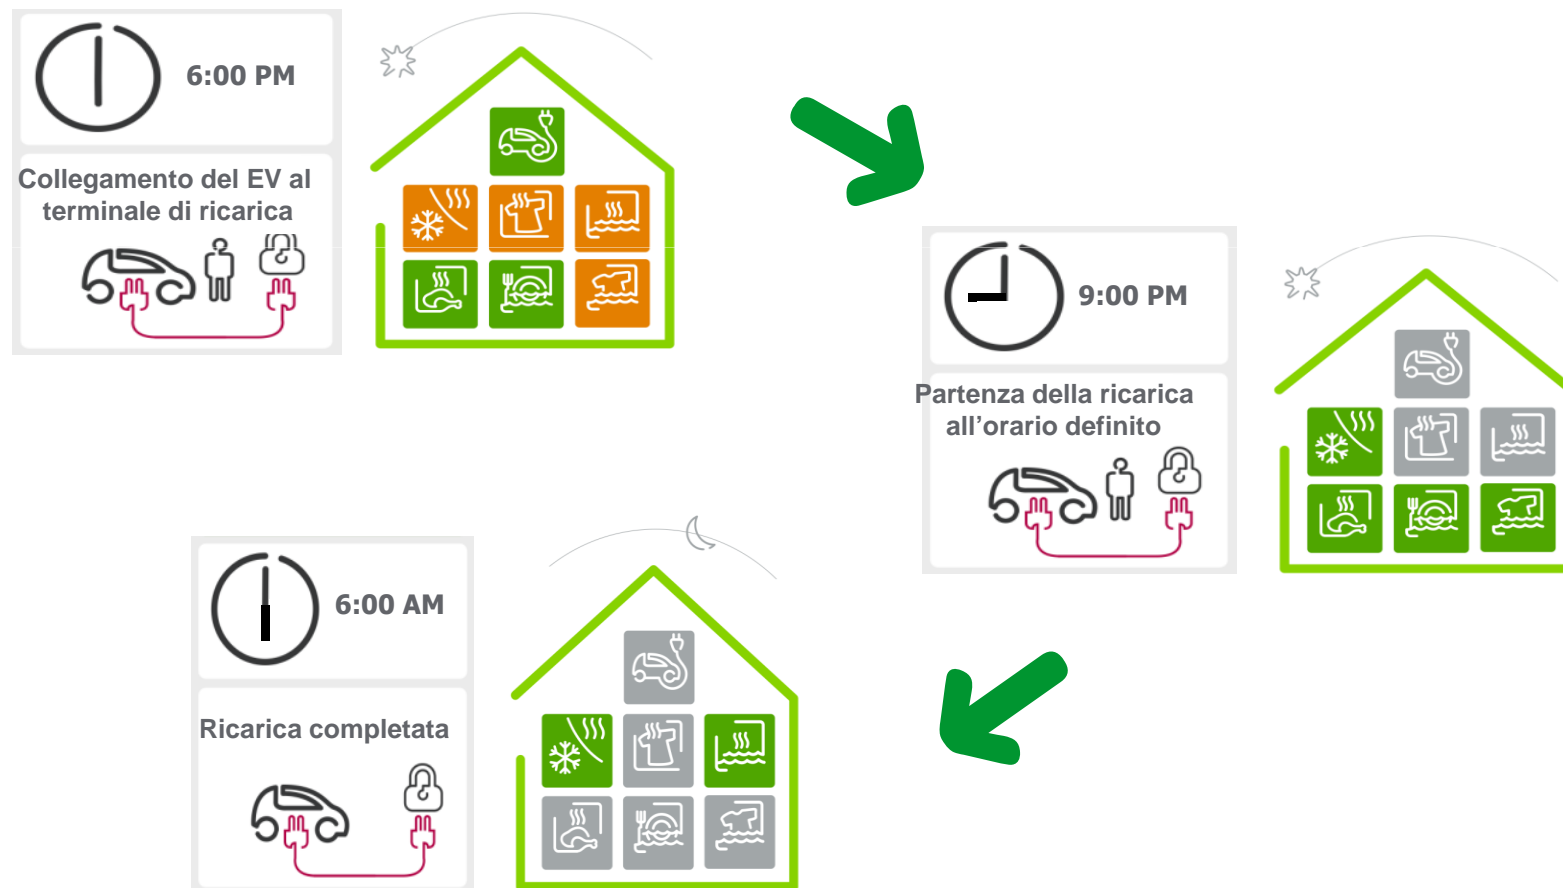 6:00 PM
Collegamento del EV al
terminale di ricarica
9:00 PM
Partenza della ricarica
all’orario definito
6:00 AM
Ricarica completata